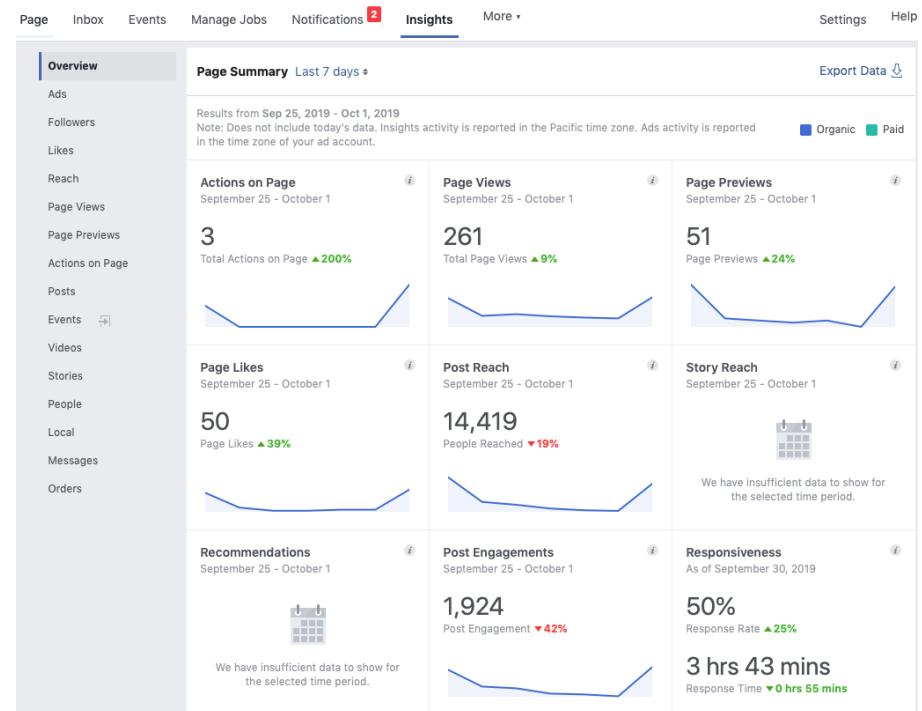 Page Inbox Events Manage Jobs Notifications 2 Insights More ▾ Settings Help
Overview
Ads
Followers
Likes
Reach
Page Views
Page Previews
Actions on Page
Posts
Events
Videos
Stories
People
Local
Messages
Orders
Page Summary Last 7 days
Export Data
Results from Sep 25, 2019 - Oct 1, 2019
Note: Does not include today's data. Insights activity is reported in the Pacific time zone. Ads activity is reported
in the time zone of your ad account.
Organic Paid
Actions on Page i
September 25 - October 1
3
Total Actions on Page ▲200%
Page Views i
September 25 - October 1
261
Total Page Views ▲9%
Page Previews i
September 25 - October 1
51
Page Previews ▲24%
Page Likes i
September 25 - October 1
50
Page Likes ▲39%
Post Reach i
September 25 - October 1
14,419
People Reached ▼19%
Story Reach i
September 25 - October 1
We have insufficient data to show for
the selected time period.
Recommendations i
September 25 - October 1
We have insufficient data to show for
the selected time period.
Post Engagements i
September 25 - October 1
1,924
Post Engagement ▼42%
Responsiveness i
As of September 30, 2019
50%
Response Rate ▲25%
3 hrs 43 mins
Response Time ▼0 hrs 55 mins